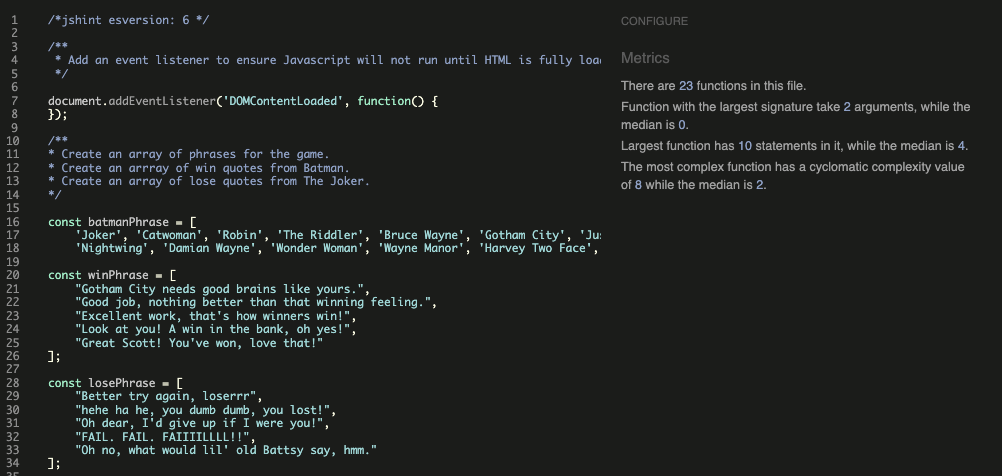 1 /*jshint esversion: 6 */
2
3 /**
4 * Add an event listener to ensure Javascript will not run until HTML is fully
5 */
6
7 document.addEventListener('DOMContentLoaded', function() {
8 });
9
10 /**
11 * Create an array of phrases for the game.
12 * Create an arrray of win quotes from Batman.
13 * Create an array of lose quotes from The Joker.
14 */
15
16 const batmanPhrase = [
17 'Joker', 'Catwoman', 'Robin', 'The Riddler', 'Bruce Wayne', 'Gotham City',
18 'Nightwing', 'Damian Wayne', 'Wonder Woman', 'Wayne Manor', 'Harvey Two Face',
19
20 const winPhrase = [
21 "Gotham City needs good brains like yours.",
22 "Good job, nothing better than that winning feeling.",
23 "Excellent work, that's how winners win!",
24 "Look at you! A win in the bank, oh yes!",
25 "Great Scott! You've won, love that!"
26 ];
27
28 const losePhrase = [
29 "Better try again, loserrr",
30 "hehe ha he, you dumb dumb, you lost!",
31 "Oh dear, I'd give up if I were you!",
32 "FAIL. FAIL. FAIIIILLLL!!",
33 "Oh no, what would lil' old Battsy say, hmm."
34 ];
CONFIGURE
Metrics
There are 23 functions in this file.
Function with the largest signature take 2 arguments, while the
median is 0.
Largest function has 10 statements in it, while the median is 4.
The most complex function has a cyclomatic complexity value
of 8 while the median is 2.